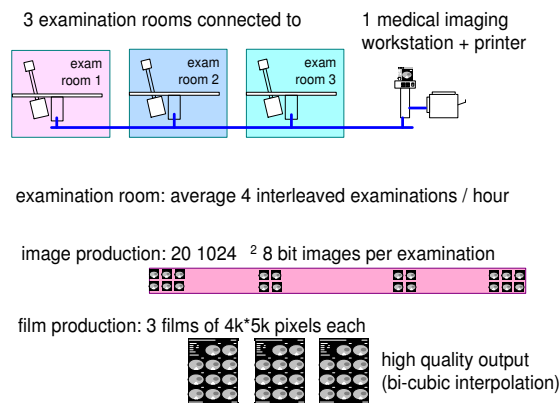 3 examination rooms connected to
1 medical imaging
workstation + printer
exam
room 1
exam
room 2
exam
room 3
examination room: average 4 interleaved examinations / hour
image production: 20 1024 ² 8 bit images per examination
film production: 3 films of 4k*5k pixels each
high quality output
(bi-cubic interpolation)